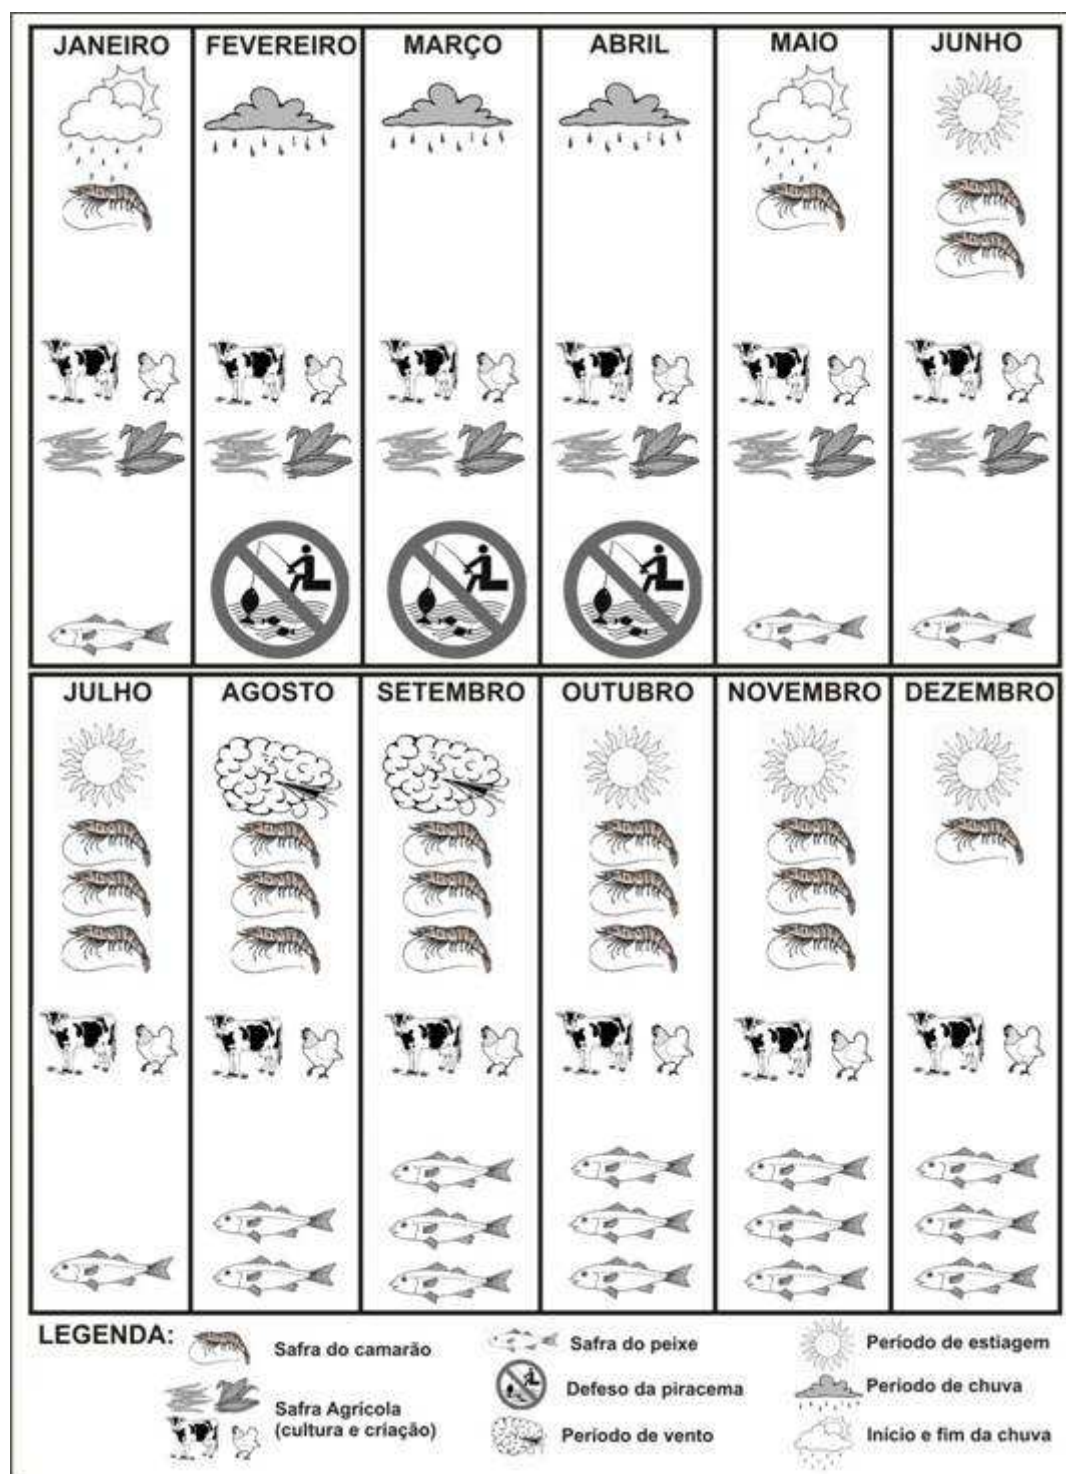 JANEIRO FEVEREIRO MARÇO ABRIL MAIO JUNHO
JULHO AGOSTO SETEMBRO OUTUBRO NOVEMBRO DEZEMBRO
LEGENDA:
Safra do camarão
Safra Agrícola
(cultura e criação)
Safra do peixe
Defeso da piracema
Período de vento
Período de estiagem
Período de chuva
Início e fim da chuva